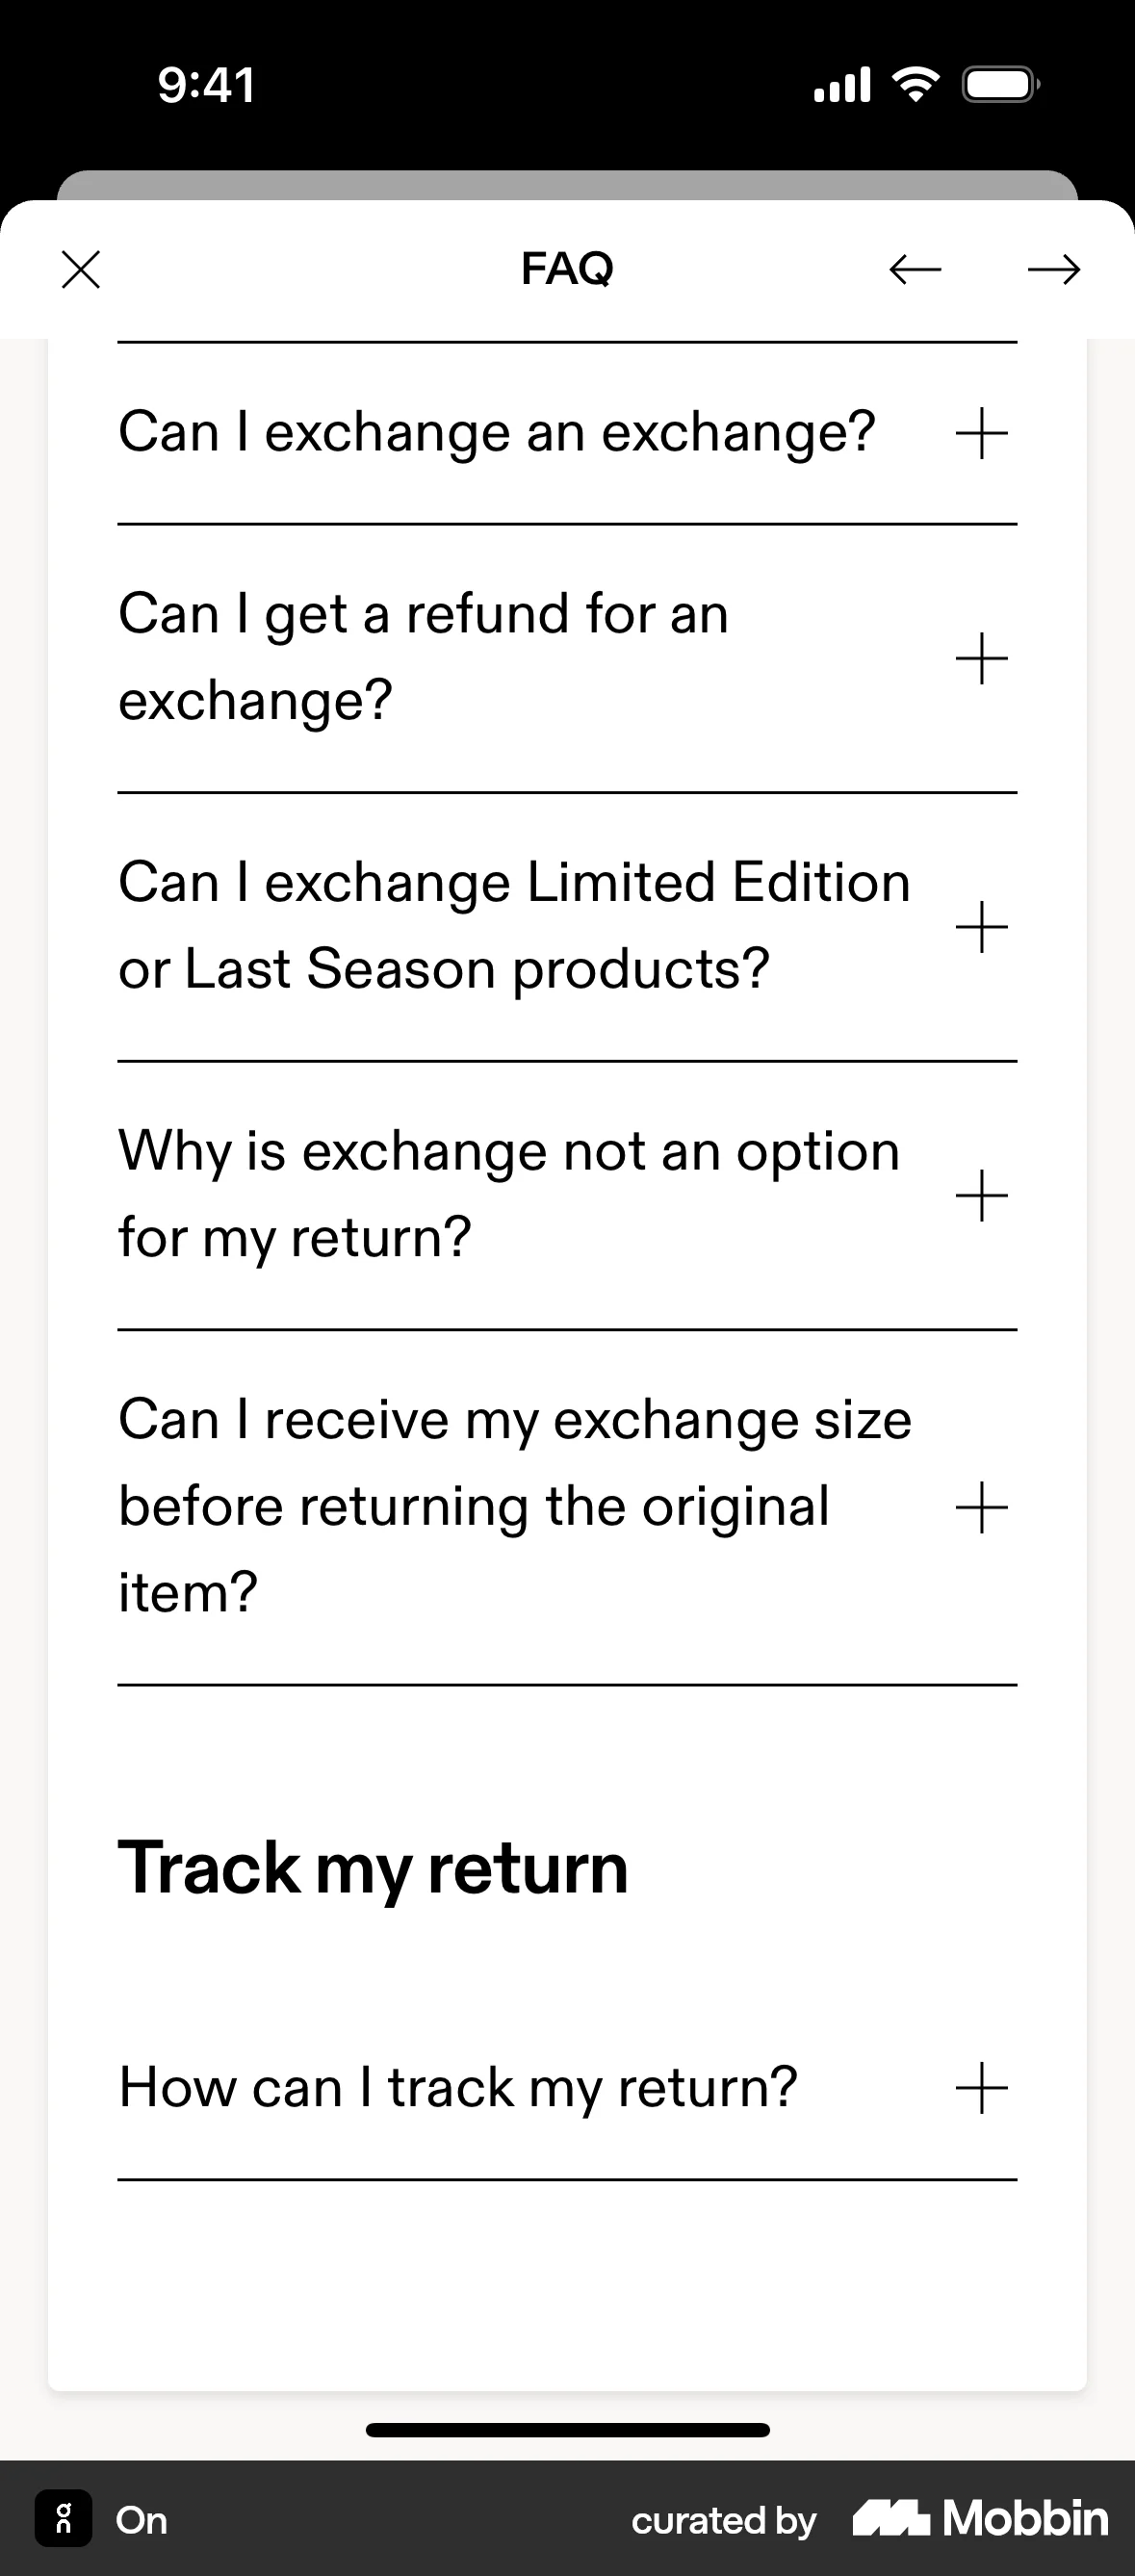 9:41
FAQ
Can I exchange an exchange?
Can I get a refund for an
exchange?
Can I exchange Limited Edition
or Last Season products?
Why is exchange not an option
for my return?
Can I receive my exchange size
before returning the original
item?
Track my return
How can I track my return?
On
curated by Mobbin